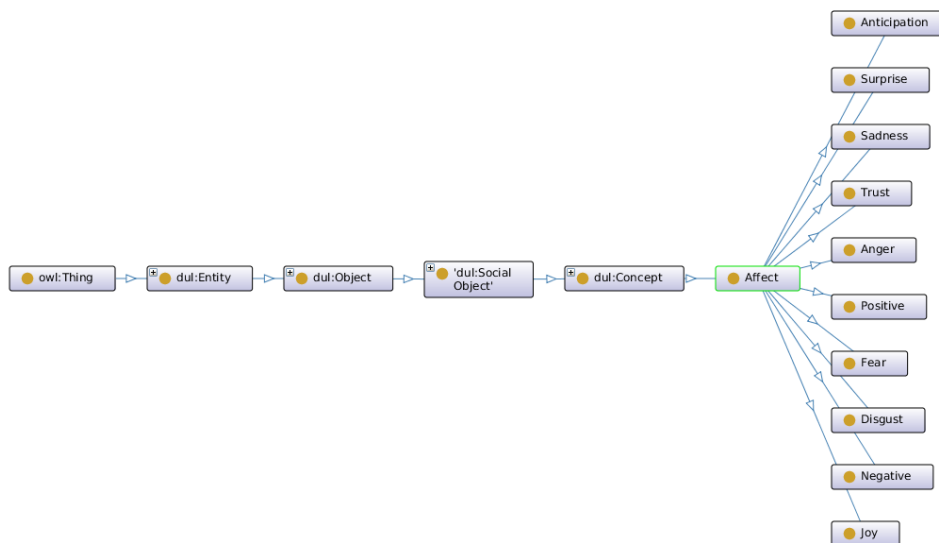 Anticipation
Surprise
Sadness
Trust
Anger
owl:Thing
dul:Entity
dul:Object
'dul:Social
Object'
dul:Concept
Affect
Positive
Fear
Disgust
Negative
Joy